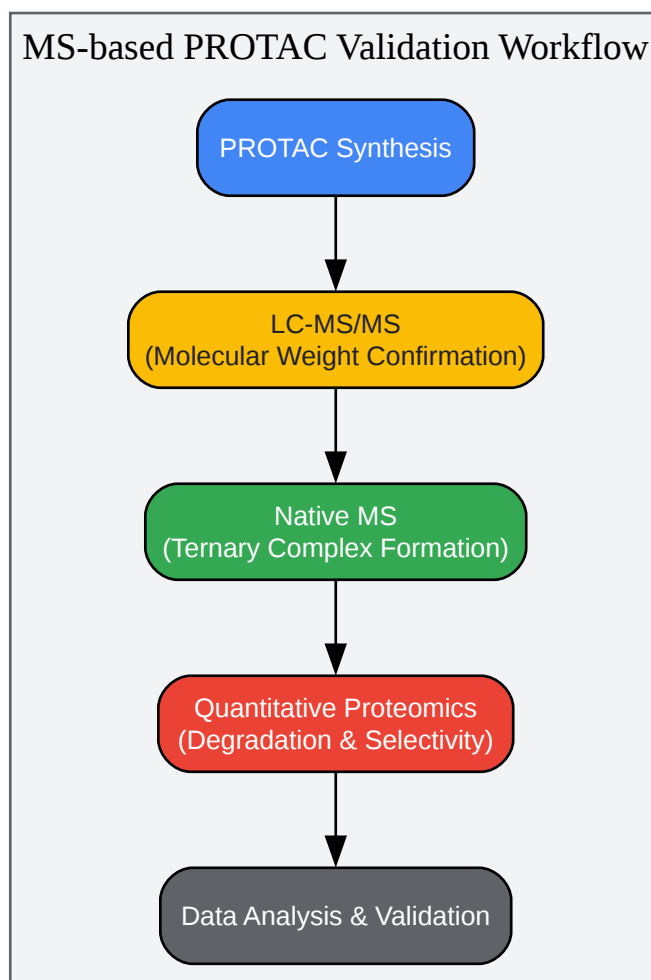 MS-based PROTAC Validation Workflow
PROTAC Synthesis
LC-MS/MS
(Molecular Weight Confirmation)
Native MS
(Ternary Complex Formation)
Quantitative Proteomics
(Degradation & Selectivity)
Data Analysis & Validation